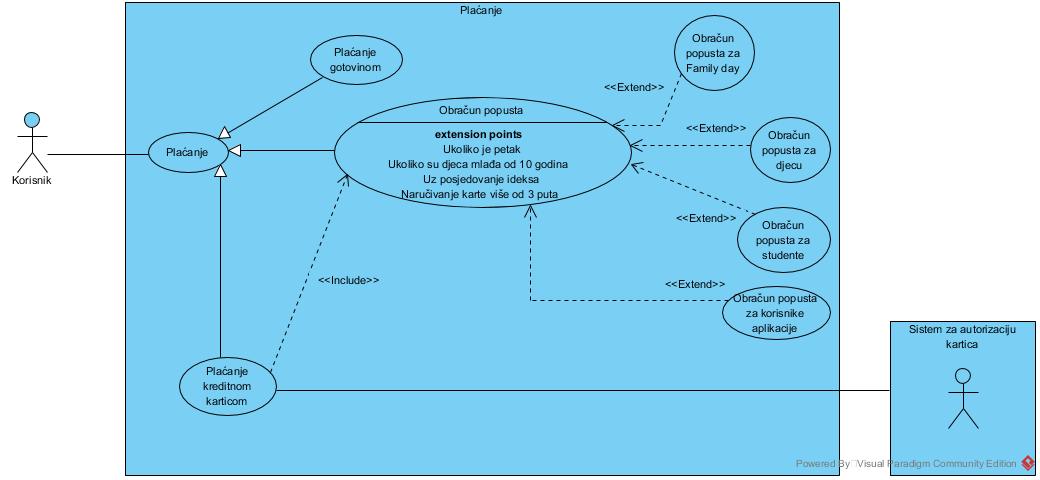 Plaćanje
Obračun
popusta za
Family day
Plaćanje
gotovinom
<<Extend>>
Obračun popusta
extension points
Ukoliko je petak
Ukoliko su djeca mlađa od 10 godina
Uz posjedovanje ideksa
Naručivanje karte više od 3 puta
<<Extend>>
Obračun
popusta za
djecu
Korisnik
Plaćanje
<<Extend>>
Obračun
popusta za
studente
<<Include>>
<<Extend>>
Obračun popusta
za korisnike
aplikacije
Sistem za autorizaciju
kartica
Plaćanje
kreditnom
karticom
Powered By Visual Paradigm Community Edition